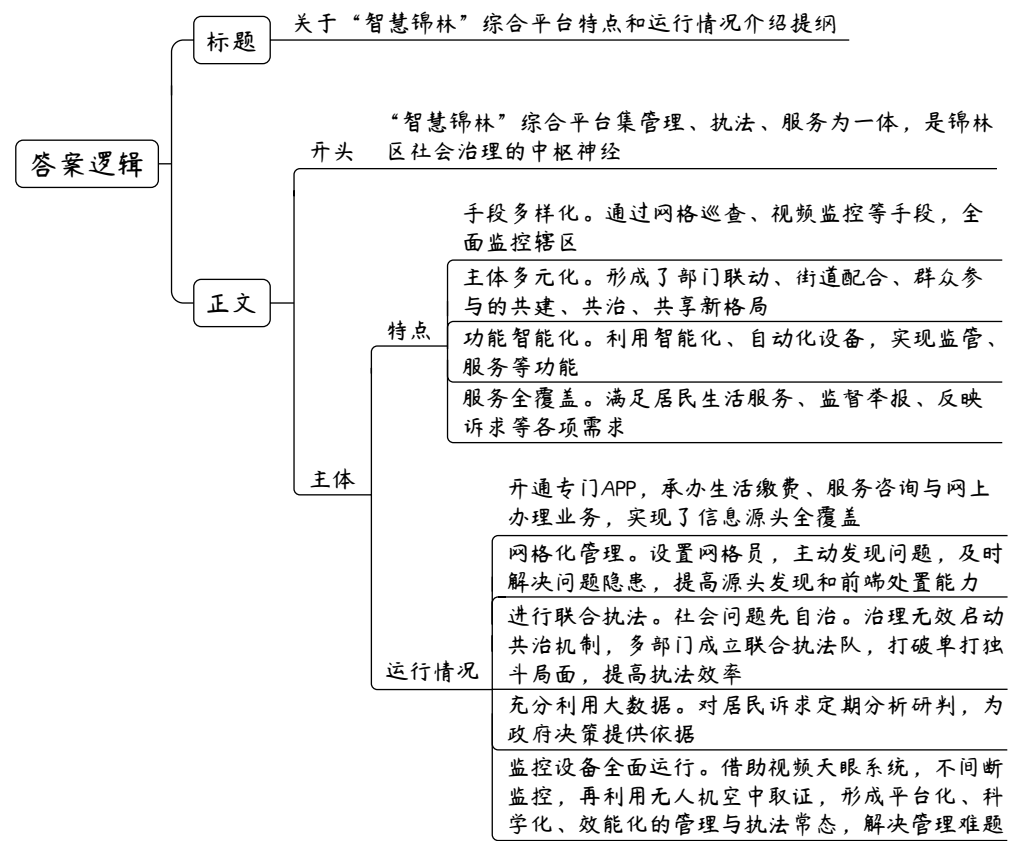 答案逻辑
标题
关于“智慧锦林”综合平台特点和运行情况介绍提纲
正文
开头
“智慧锦林”综合平台集管理、执法、服务为一体，是锦林
区社会治理的中枢神经
主体
特点
手段多样化。通过网格巡查、视频监控等手段，全
面监控辖区
主体多元化。形成了部门联动、街道配合、群众参
与的共建、共治、共享新格局
功能智能化。利用智能化、自动化设备，实现监管、
服务等功能
服务全覆盖。满足居民生活服务、监督举报、反映
诉求等各项需求
运行情况
开通专门APP，承办生活缴费、服务咨询与网上
办理业务，实现了信息源头全覆盖
网格化管理。设置网格员，主动发现问题，及时
解决问题隐患，提高源头发现和前端处置能力
进行联合执法。社会问题先自治。治理无效启动
共治机制，多部门成立联合执法队，打破单打独
斗局面，提高执法效率
充分利用大数据。对居民诉求定期分析研判，为
政府决策提供依据
监控设备全面运行。借助视频天眼系统，不间断
监控，再利用无人机空中取证，形成平台化、科
学化、效能化的管理与执法常态，解决管理难题